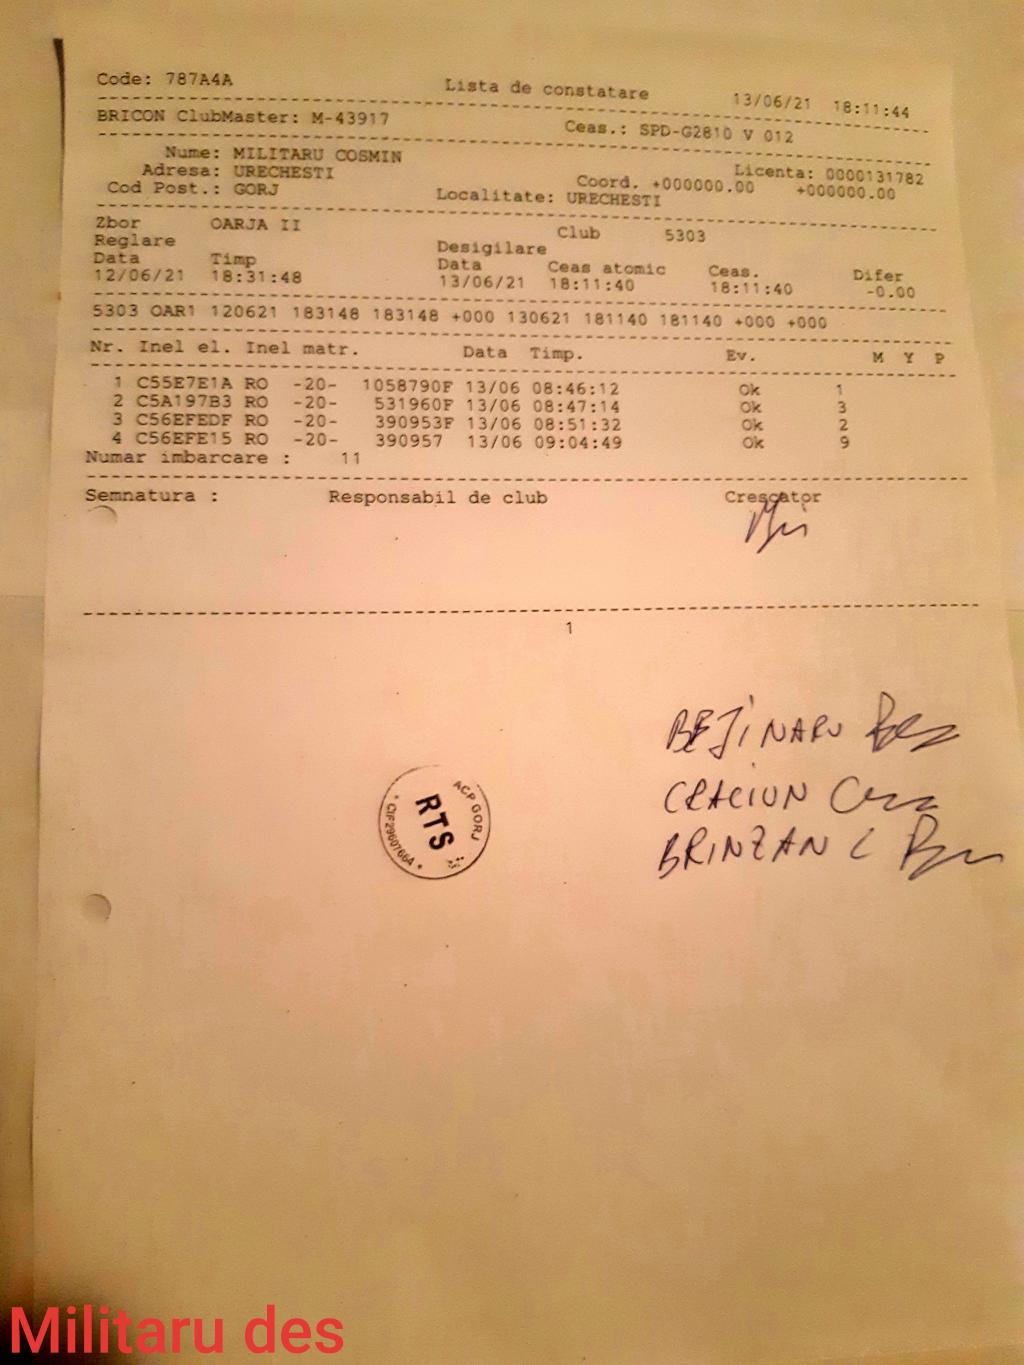 Code: 787A4A Lista de constatare 13/06/21 18:11:44
BRICON ClubMaster: M-43917 Ceas.: SPD-G2810 V 012
Nume: MILITARU COSMIN Licenta: 0000131782
Adresa: URECHESTI Coord. +000000.00 +000000.00
Cod Post.: GORJ Localitate: URECHESTI
Zbor OARJA II Club 5303
Reglare Desigilare
Data Timp Data Ceas atomic Ceas. Difer
12/06/21 18:31:48 13/06/21 18:11:40 18:11:40 -0.00
5303 OAR1 120621 183148 183148 +000 130621 181140 181140 +000 +000
Nr. Inel el. Inel matr. Data Timp. Ev. M Y P
1 C55E7E1A RO -20- 1058790F 13/06 08:46:12 Ok 1
2 C5A197B3 RO -20- 531960F 13/06 08:47:14 Ok 3
3 C56EFEDF RO -20- 390953F 13/06 08:51:32 Ok 2
4 C56EFE15 RO -20- 390957 13/06 09:04:49 Ok 9
Numar imbarcare : 11
Semnatura : Responsabil de club Crescator
1
BEJINARU
CRACIUN
BRINZAN C
ACP GORJ
RTS
* CIF29607664 *
Militaru des